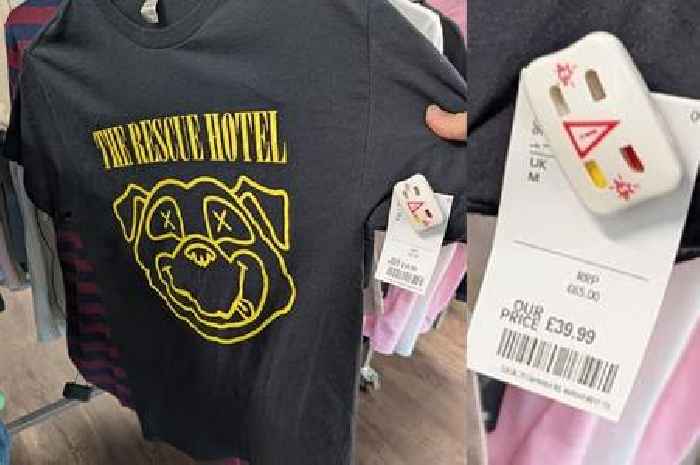 THE RESCUE HOTEL
UK
M
RRP
£65.00
OUR
PRICE £39.99